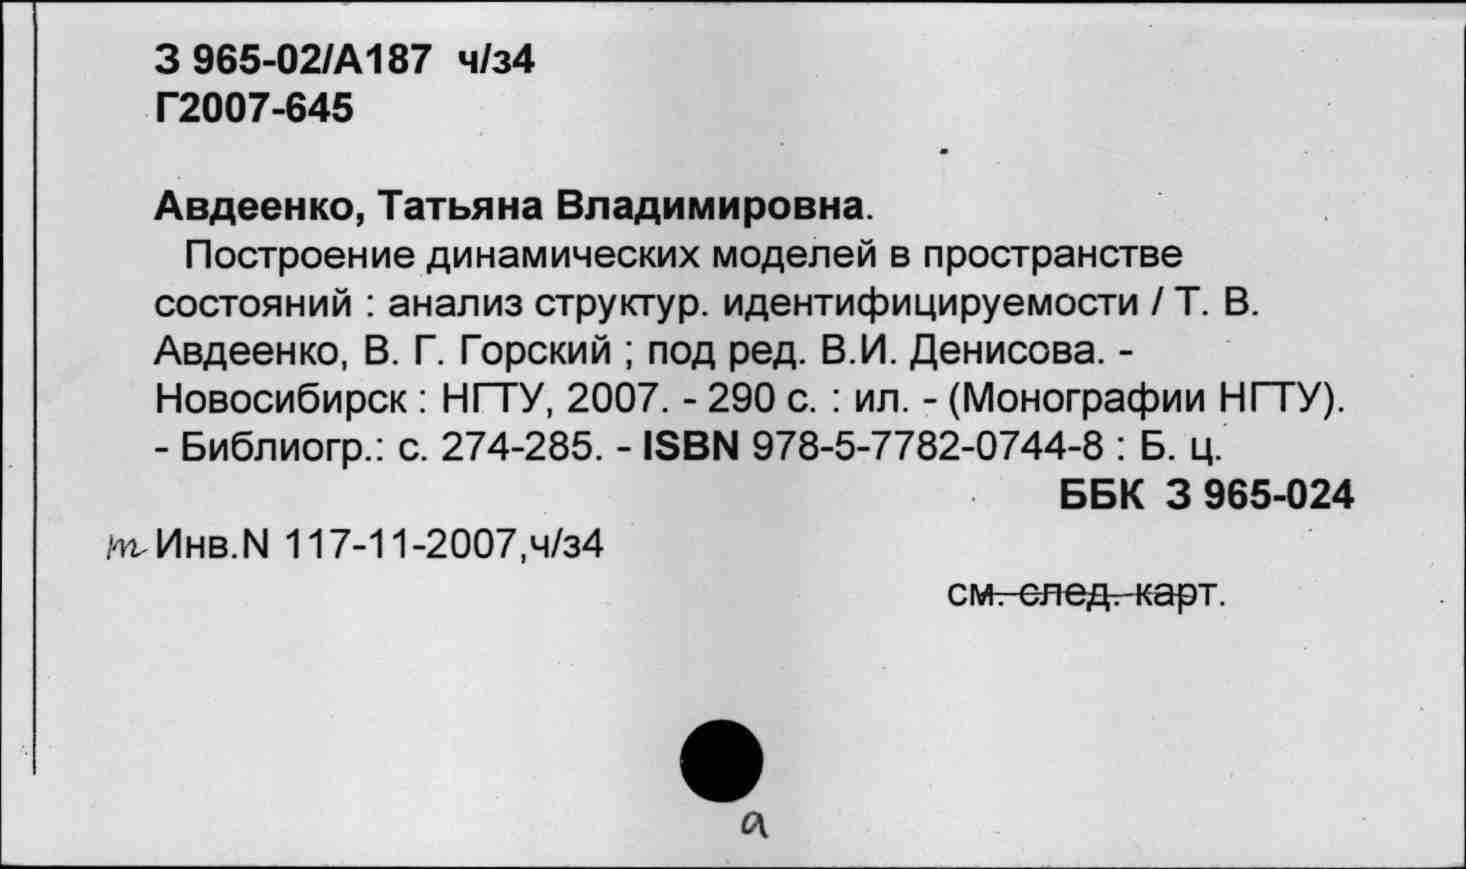 З 965-02/А187 ч/з4
Г2007-645
Авдеенко, Татьяна Владимировна.
Построение динамических моделей в пространстве
состояний : анализ структур. идентифицируемости / Т. В.
Авдеенко, В. Г. Горский ; под ред. В.И. Денисова. -
Новосибирск : НГТУ, 2007. - 290 с. : ил. - (Монографии НГТУ).
- Библиогр.: с. 274-285. - ISBN 978-5-7782-0744-8 : Б. ц.
ББК З 965-024
Инв.N 117-11-2007,ч/з4
см. след. карт.
а